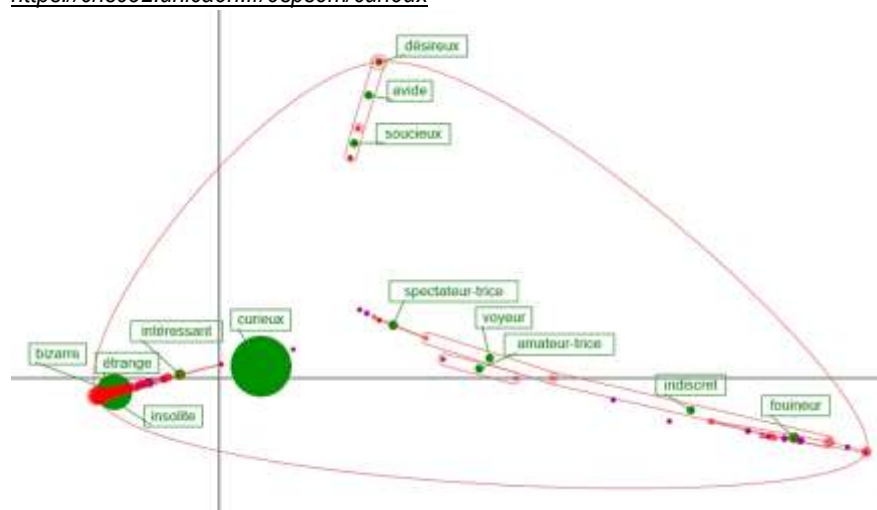 désireux
avide
soucieux
spectateur-trice
curieux
voyeur
intéressant
amateur-trice
bizarre
étrange
indiscret
fouineur
insolite